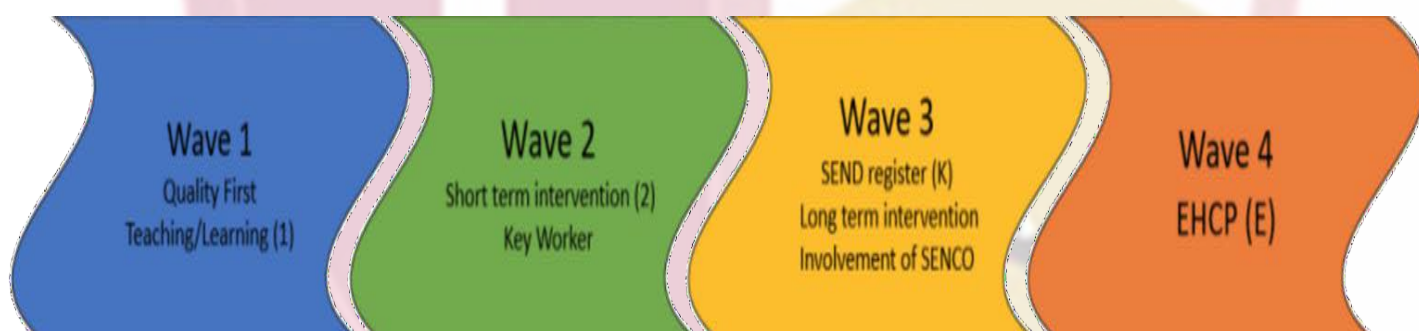 Wave 1
Quality First
Teaching/Learning (1)
Wave 2
Short term intervention (2)
Key Worker
Wave 3
SEND register (K)
Long term intervention
Involvement of SENCO
Wave 4
EHCP (E)